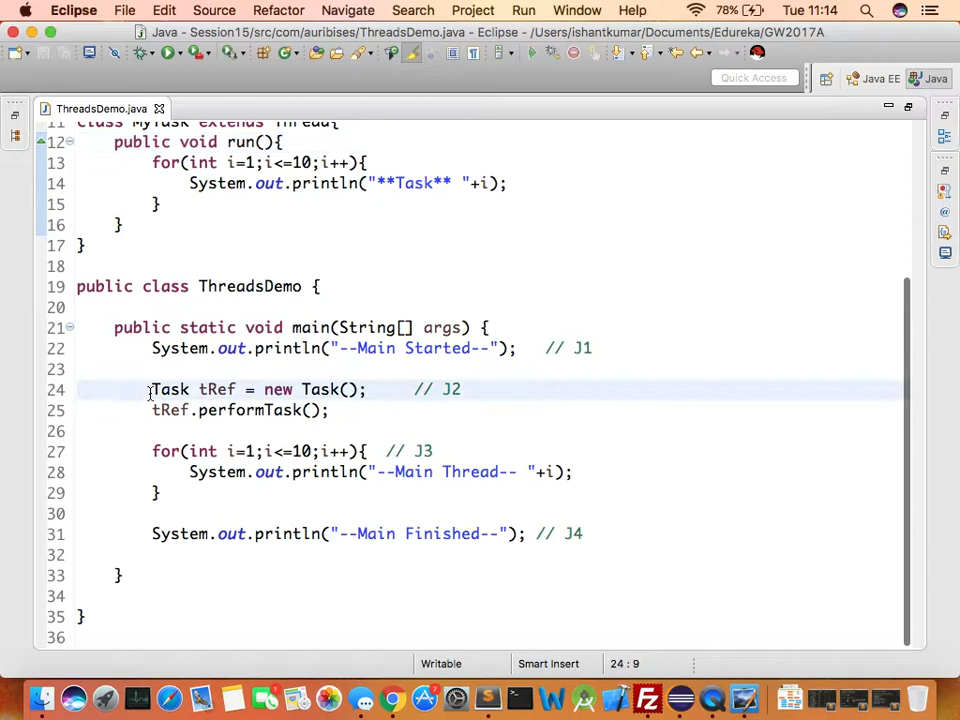 Eclipse File Edit Source Refactor Navigate Search Project Run Window Help 78% Tue 11:14
Java - Session15/src/com/auribises/ThreadsDemo.java - Eclipse - /Users/ishantkumar/Documents/Edureka/GW2017A
Quick Access Java EE Java
ThreadsDemo.java
11 class MyTask extends Thread{
12 public void run(){
13 for(int i=1;i<=10;i++){
14 System.out.println("**Task** "+i);
15 }
16 }
17 }
18
19 public class ThreadsDemo {
20
21 public static void main(String[] args) {
22 System.out.println("--Main Started--"); // J1
23
24 Task tRef = new Task(); // J2
25 tRef.performTask();
26
27 for(int i=1;i<=10;i++){ // J3
28 System.out.println("--Main Thread-- "+i);
29 }
30
31 System.out.println("--Main Finished--"); // J4
32
33 }
34
35 }
36
Writable Smart Insert 24 : 9